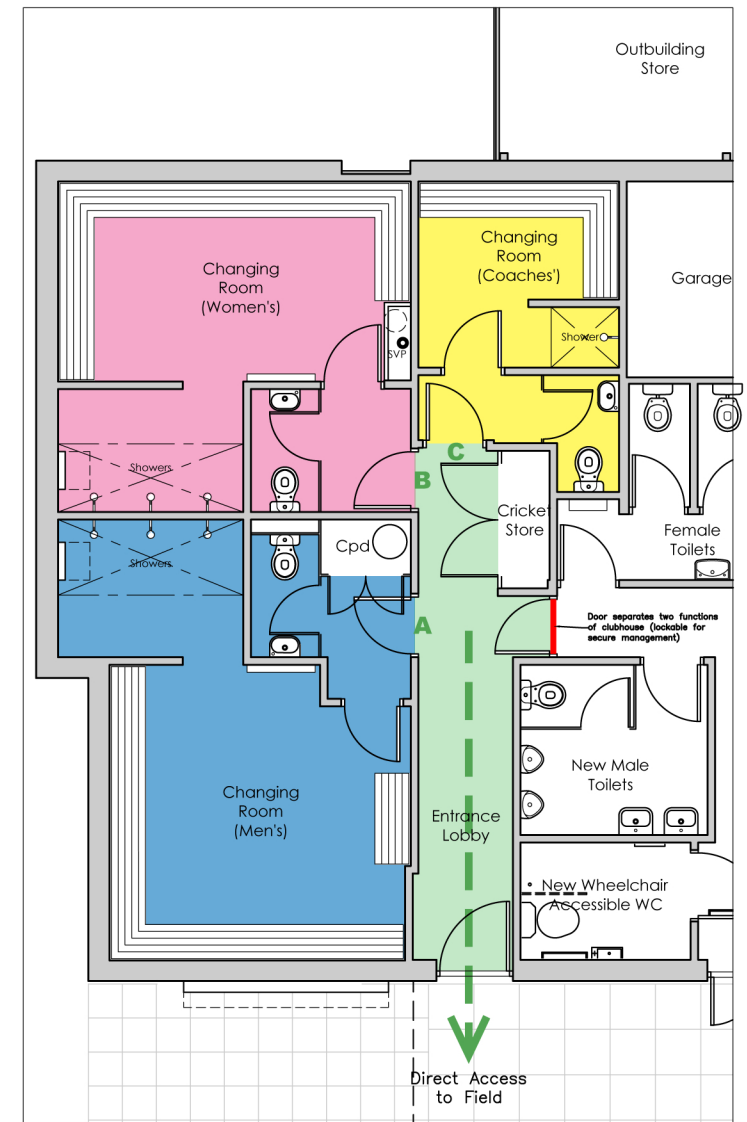 Outbuilding
Store
Changing
Room
(Women's)
Changing
Room
(Coaches')
Garage
Shower
SVP
C
B
Showers
Cricket
Store
Cpd
Female
Toilets
Showers
A
Door separates two functions
of clubhouse (lockable for
secure management)
New Male
Toilets
Changing
Room
(Men's)
Entrance
Lobby
New Wheelchair
Accessible WC
Direct Access
to Field